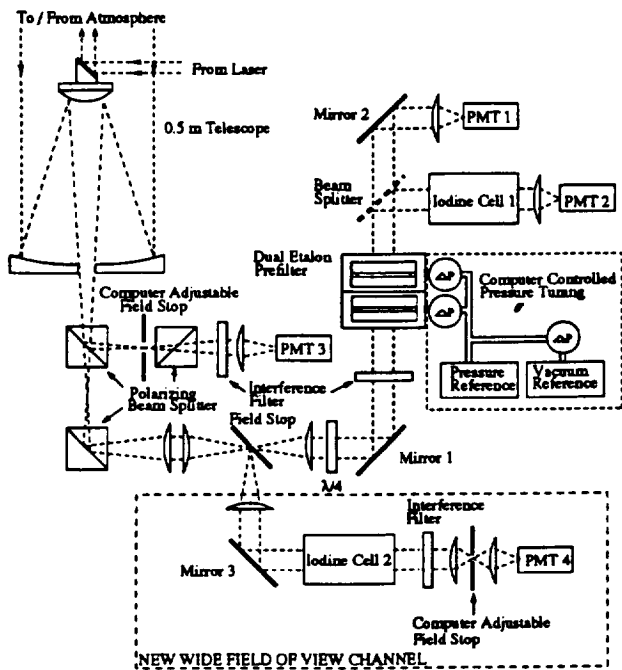 To / From Atmosphere
From Laser
0.5 m Telescope
Mirror 2
PMT 1
Beam
Splitter
Iodine Cell 1
PMT 2
Dual Etalon
Prefilter
ΔP
ΔP
Computer Controlled
Pressure Tuning
ΔP
Pressure
Reference
Vacuum
Reference
Computer Adjustable
Field Stop
PMT 3
Interference
Filter
Polarizing
Beam Splitter
Field Stop
λ/4
Mirror 1
Interference
Filter
Mirror 3
Iodine Cell 2
PMT 4
Computer Adjustable
Field Stop
NEW WIDE FIELD OF VIEW CHANNEL